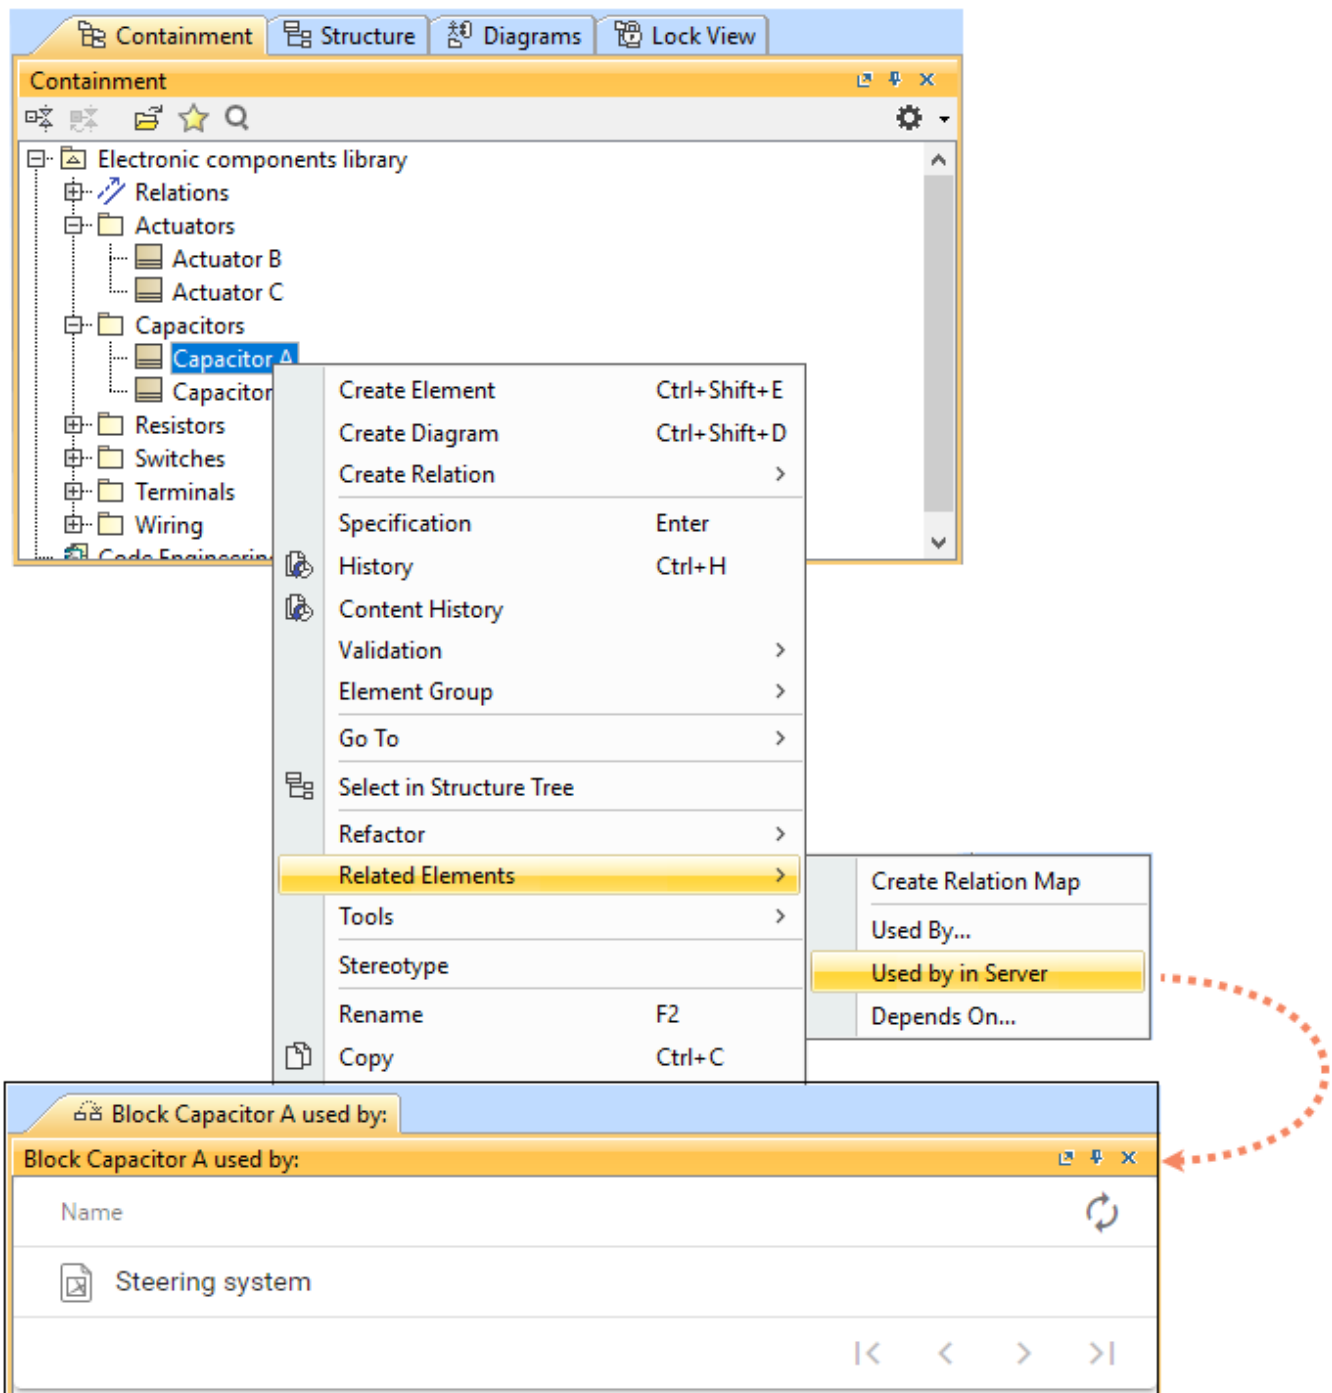 Containment Structure Diagrams Lock View
Containment
Electronic components library
Relations
Actuators
Actuator B
Actuator C
Capacitors
Capacitor A
Capacitor
Resistors
Switches
Terminals
Wiring
Code Engineerin
Create Element Ctrl+Shift+E
Create Diagram Ctrl+Shift+D
Create Relation
Specification Enter
History Ctrl+H
Content History
Validation
Element Group
Go To
Select in Structure Tree
Refactor
Related Elements
Tools
Stereotype
Rename F2
Copy Ctrl+C
Create Relation Map
Used By...
Used by in Server
Depends On...
Block Capacitor A used by:
Block Capacitor A used by:
Name
Steering system